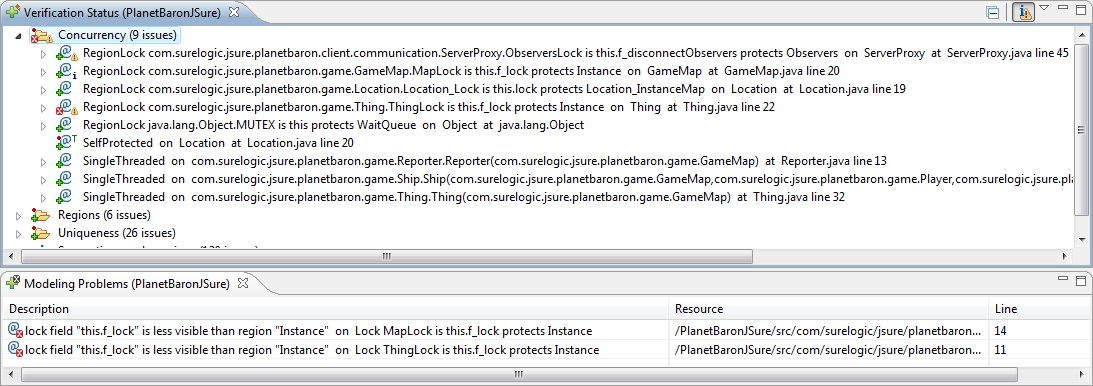 Verification Status (PlanetBaronJSure)
Concurrency (9 issues)
RegionLock com.surelogic.jsure.planetbaron.client.communication.ServerProxy.ObserversLock is this.f_disconnectObservers protects Observers on ServerProxy at ServerProxy.java line 45
RegionLock com.surelogic.jsure.planetbaron.game.GameMap.MapLock is this.f_lock protects Instance on GameMap at GameMap.java line 20
RegionLock com.surelogic.jsure.planetbaron.game.Location.Location_Lock is this.lock protects Location_InstanceMap on Location at Location.java line 19
RegionLock com.surelogic.jsure.planetbaron.game.Thing.ThingLock is this.f_lock protects Instance on Thing at Thing.java line 22
RegionLock java.lang.Object.MUTEX is this protects WaitQueue on Object at java.lang.Object
SelfProtected on Location at Location.java line 20
SingleThreaded on com.surelogic.jsure.planetbaron.game.Reporter.Reporter(com.surelogic.jsure.planetbaron.game.GameMap) at Reporter.java line 13
SingleThreaded on com.surelogic.jsure.planetbaron.game.Ship.Ship(com.surelogic.jsure.planetbaron.game.GameMap,com.surelogic.jsure.planetbaron.game.Player,com.surelogic.jsure.pla
SingleThreaded on com.surelogic.jsure.planetbaron.game.Thing.Thing(com.surelogic.jsure.planetbaron.game.GameMap) at Thing.java line 32
Regions (6 issues)
Uniqueness (26 issues)
Modeling Problems (PlanetBaronJSure)
Description Resource Line
lock field "this.f_lock" is less visible than region "Instance" on Lock MapLock is this.f_lock protects Instance /PlanetBaronJSure/src/com/surelogic/jsure/planetbaron... 14
lock field "this.f_lock" is less visible than region "Instance" on Lock ThingLock is this.f_lock protects Instance /PlanetBaronJSure/src/com/surelogic/jsure/planetbaron... 11